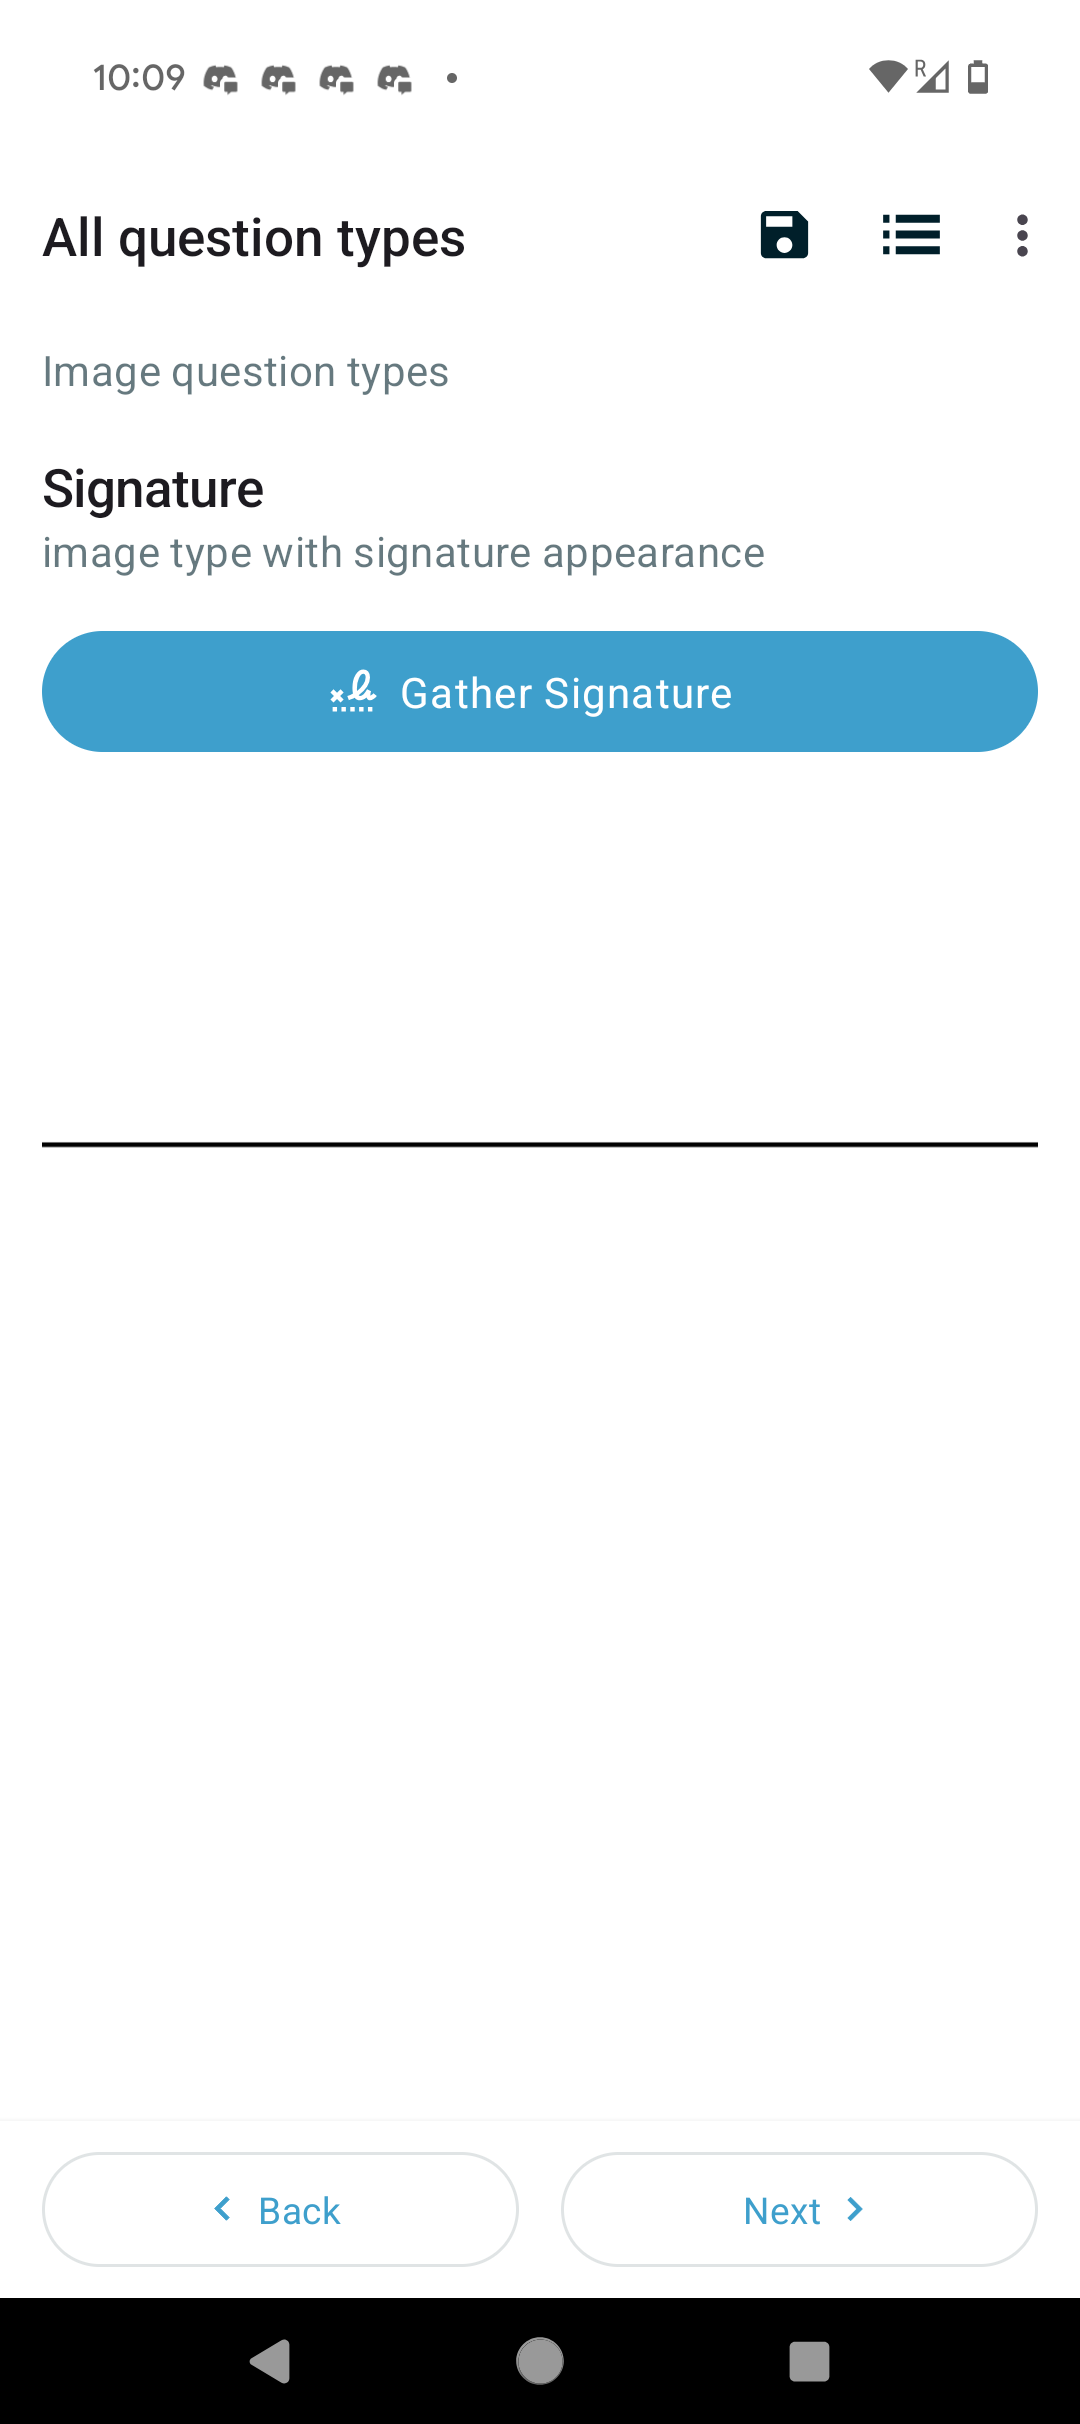 10:09
R
All question types
Image question types
Signature
image type with signature appearance
Gather Signature
Back
Next